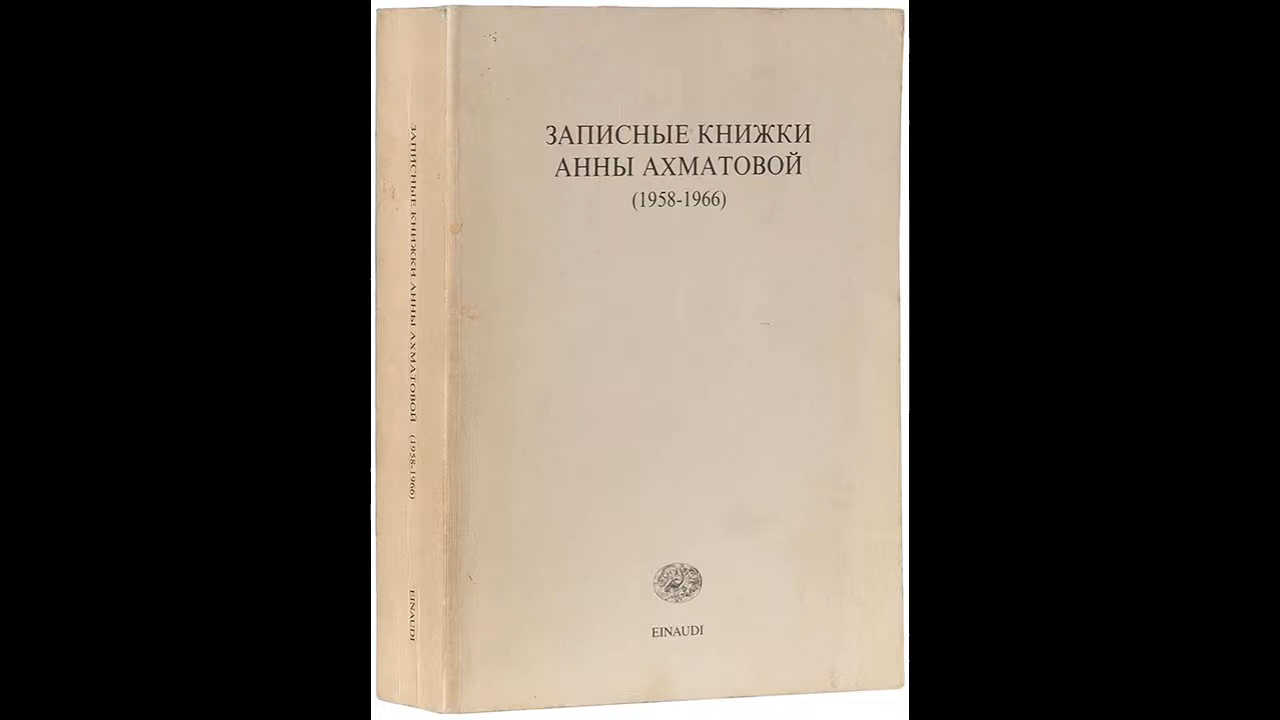 ЗАПИСНЫЕ КНИЖКИ
АННЫ АХМАТОВОЙ
(1958-1966)
EINAUDI
ЗАПИСНЫЕ КНИЖКИ АННЫ АХМАТОВОЙ (1958-1966)
EINAUDI